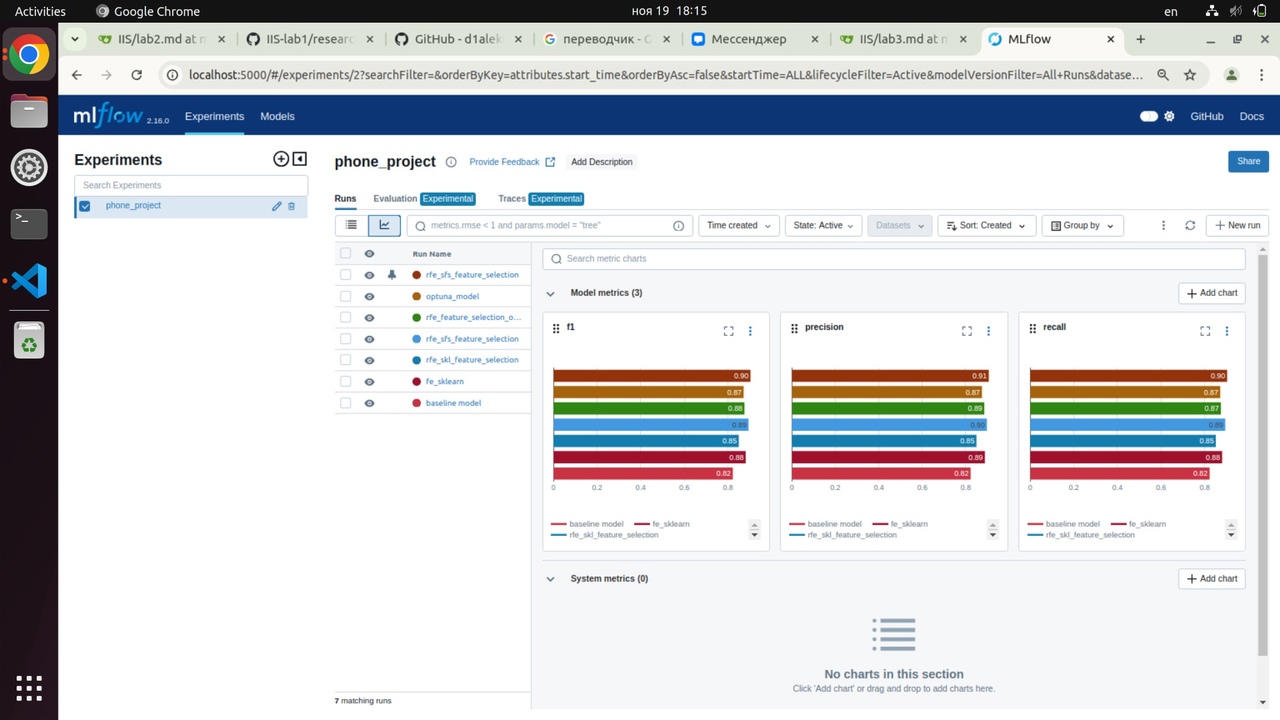 Activities Google Chrome ноя 19 18:15 en
IIS/lab2.md at m
IIS-lab1/researc
GitHub - d1alek
переводчик - G
Мессенджер
IIS/lab3.md at m
MLflow
localhost:5000/#/experiments/2?searchFilter=&orderByKey=attributes.start_time&orderByAsc=false&startTime=ALL&lifecycleFilter=Active&modelVersionFilter=All+Runs&datase...
mlflow 2.16.0 Experiments Models GitHub Docs
Experiments
Search Experiments
phone_project
phone_project Provide Feedback Add Description Share
Runs Evaluation Experimental Traces Experimental
metrics.rmse < 1 and params.model = "tree" Time created State: Active Datasets Sort: Created Group by New run
Run Name
rfe_sfs_feature_selection
optuna_model
rfe_feature_selection_o...
rfe_sfs_feature_selection
rfe_skl_feature_selection
fe_sklearn
baseline model
7 matching runs
Search metric charts
Model metrics (3) Add chart
f1
0.90
0.87
0.88
0.89
0.85
0.88
0.82
0 0.2 0.4 0.6 0.8
baseline model fe_sklearn
rfe_skl_feature_selection
precision
0.91
0.87
0.89
0.90
0.85
0.89
0.82
0 0.2 0.4 0.6 0.8
baseline model fe_sklearn
rfe_skl_feature_selection
recall
0.90
0.87
0.87
0.89
0.85
0.88
0.82
0 0.2 0.4 0.6 0.8
baseline model fe_sklearn
rfe_skl_feature_selection
System metrics (0) Add chart
No charts in this section
Click 'Add chart' or drag and drop to add charts here.